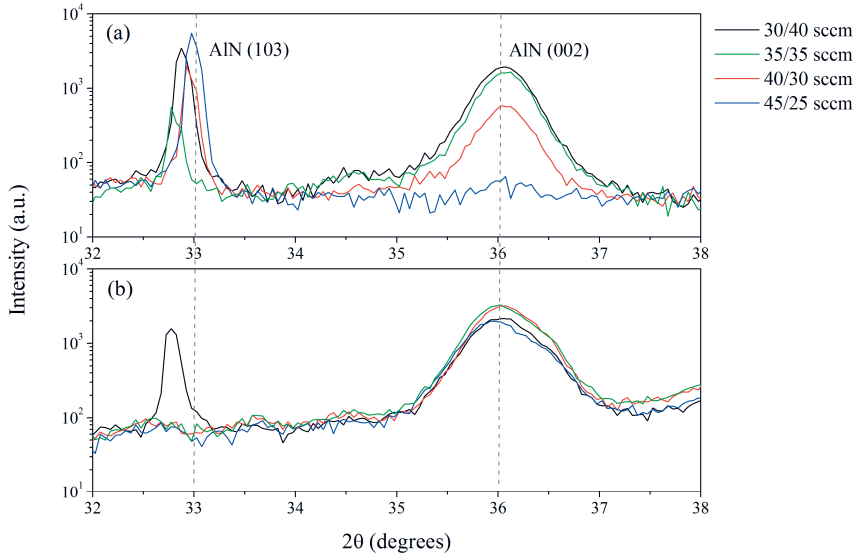 (a)
AlN (103)
AlN (002)
30/40 sccm
35/35 sccm
40/30 sccm
45/25 sccm
10^4
10^3
10^2
10^1
32 33 34 35 36 37 38
(b)
10^4
10^3
10^2
10^1
32 33 34 35 36 37 38
Intensity (a.u.)
2θ (degrees)